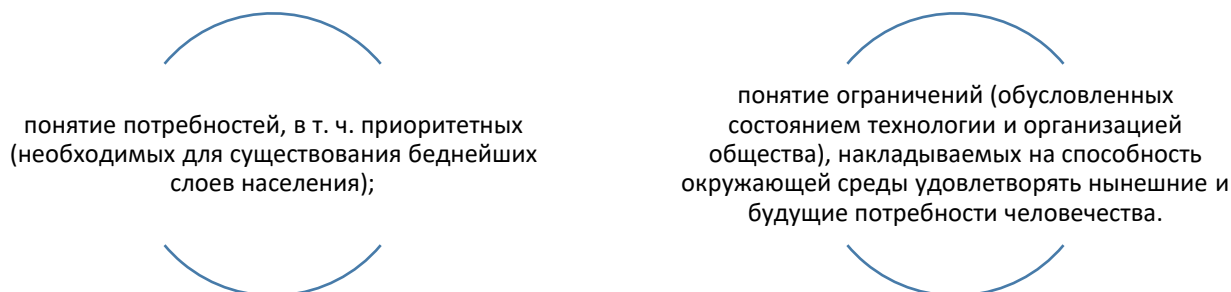 понятие потребностей, в т. ч. приоритетных
(необходимых для существования беднейших
слоев населения);
понятие ограничений (обусловленных
состоянием технологии и организацией
общества), накладываемых на способность
окружающей среды удовлетворять нынешние и
будущие потребности человечества.